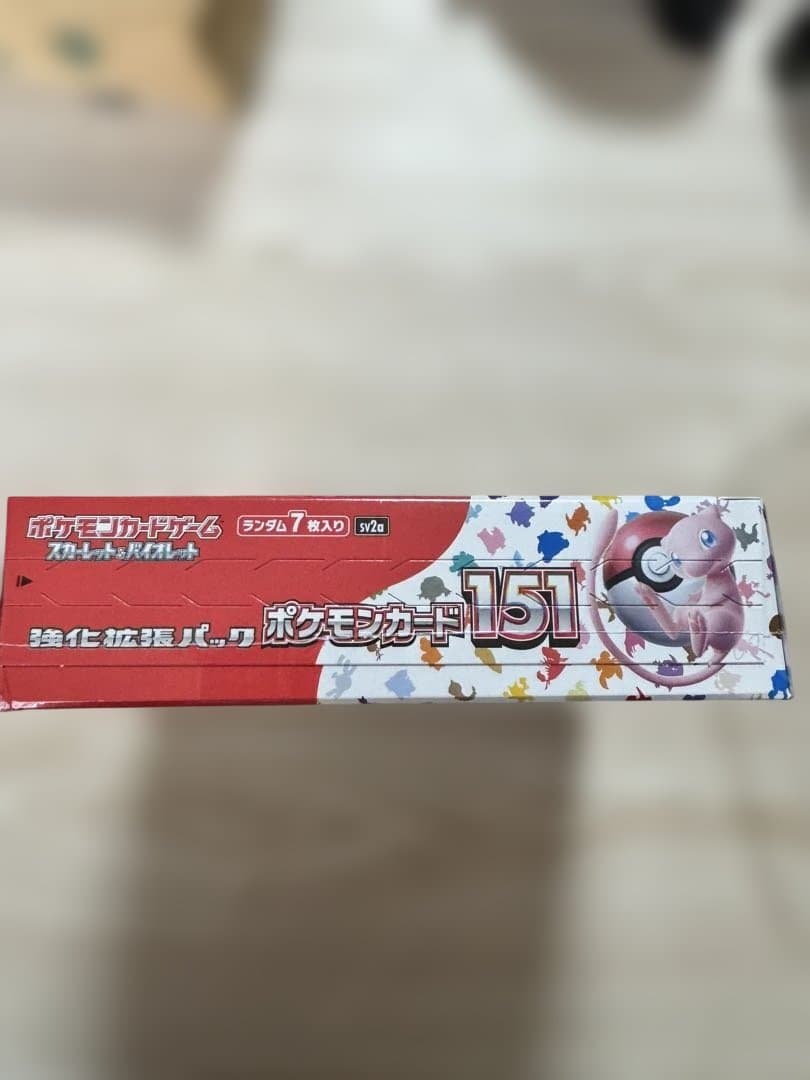 ポケモンカードゲーム
スカーレット&バイオレット
ランダム7枚入り
sv2a
強化拡張パック
ポケモンカード151